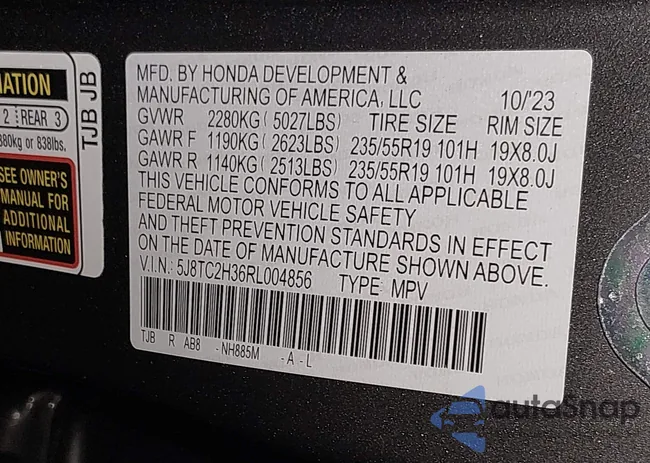 MATION
2 REAR 3
380kg or 838lbs.
SEE OWNER'S
MANUAL FOR
ADDITIONAL
INFORMATION
TJB JB
MFD. BY HONDA DEVELOPMENT &
MANUFACTURING OF AMERICA, LLC 10/'23
GVWR 2280KG (5027LBS) TIRE SIZE RIM SIZE
GAWR F 1190KG (2623LBS) 235/55R19 101H 19X8.0J
GAWR R 1140KG (2513LBS) 235/55R19 101H 19X8.0J
THIS VEHICLE CONFORMS TO ALL APPLICABLE
FEDERAL MOTOR VEHICLE SAFETY
AND THEFT PREVENTION STANDARDS IN EFFECT
ON THE DATE OF MANUFACTURE SHOWN ABOVE.
V.I.N.: 5J8TC2H36RL004856 TYPE: MPV
TJB R AB8 -NH885M -A-L
autoSnap